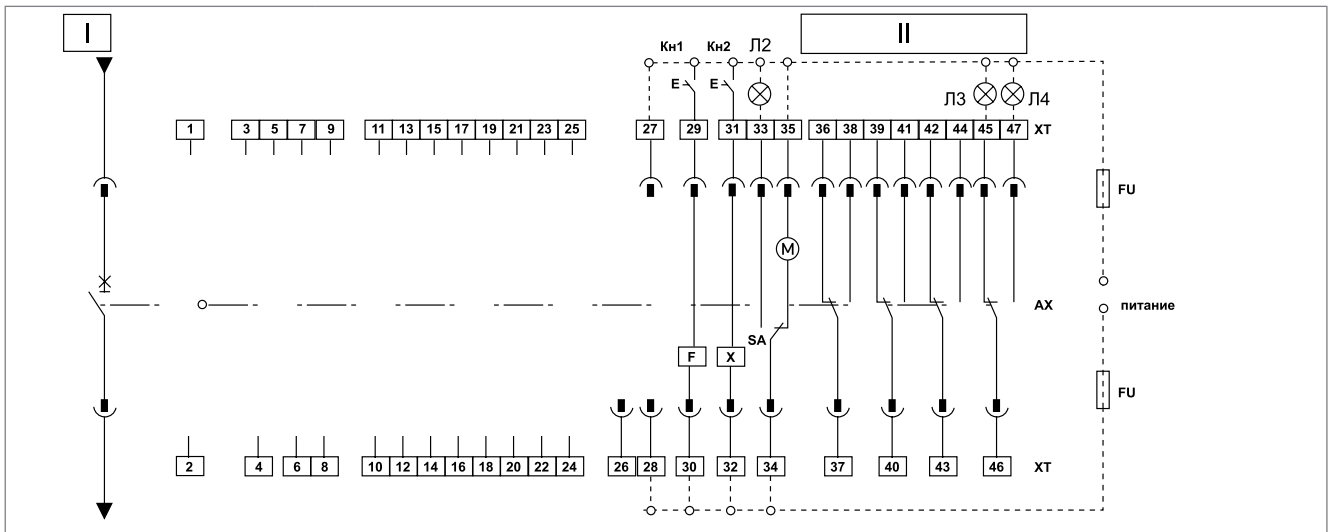 I
II
Кн1 Кн2 Л2
E E Л3 Л4
1 3 5 7 9 11 13 15 17 19 21 23 25 27 29 31 33 35 36 38 39 41 42 44 45 47 XT
FU
M
AX питание
SA
F X
FU
2 4 6 8 10 12 14 16 18 20 22 24 26 28 30 32 34 37 40 43 46 XT